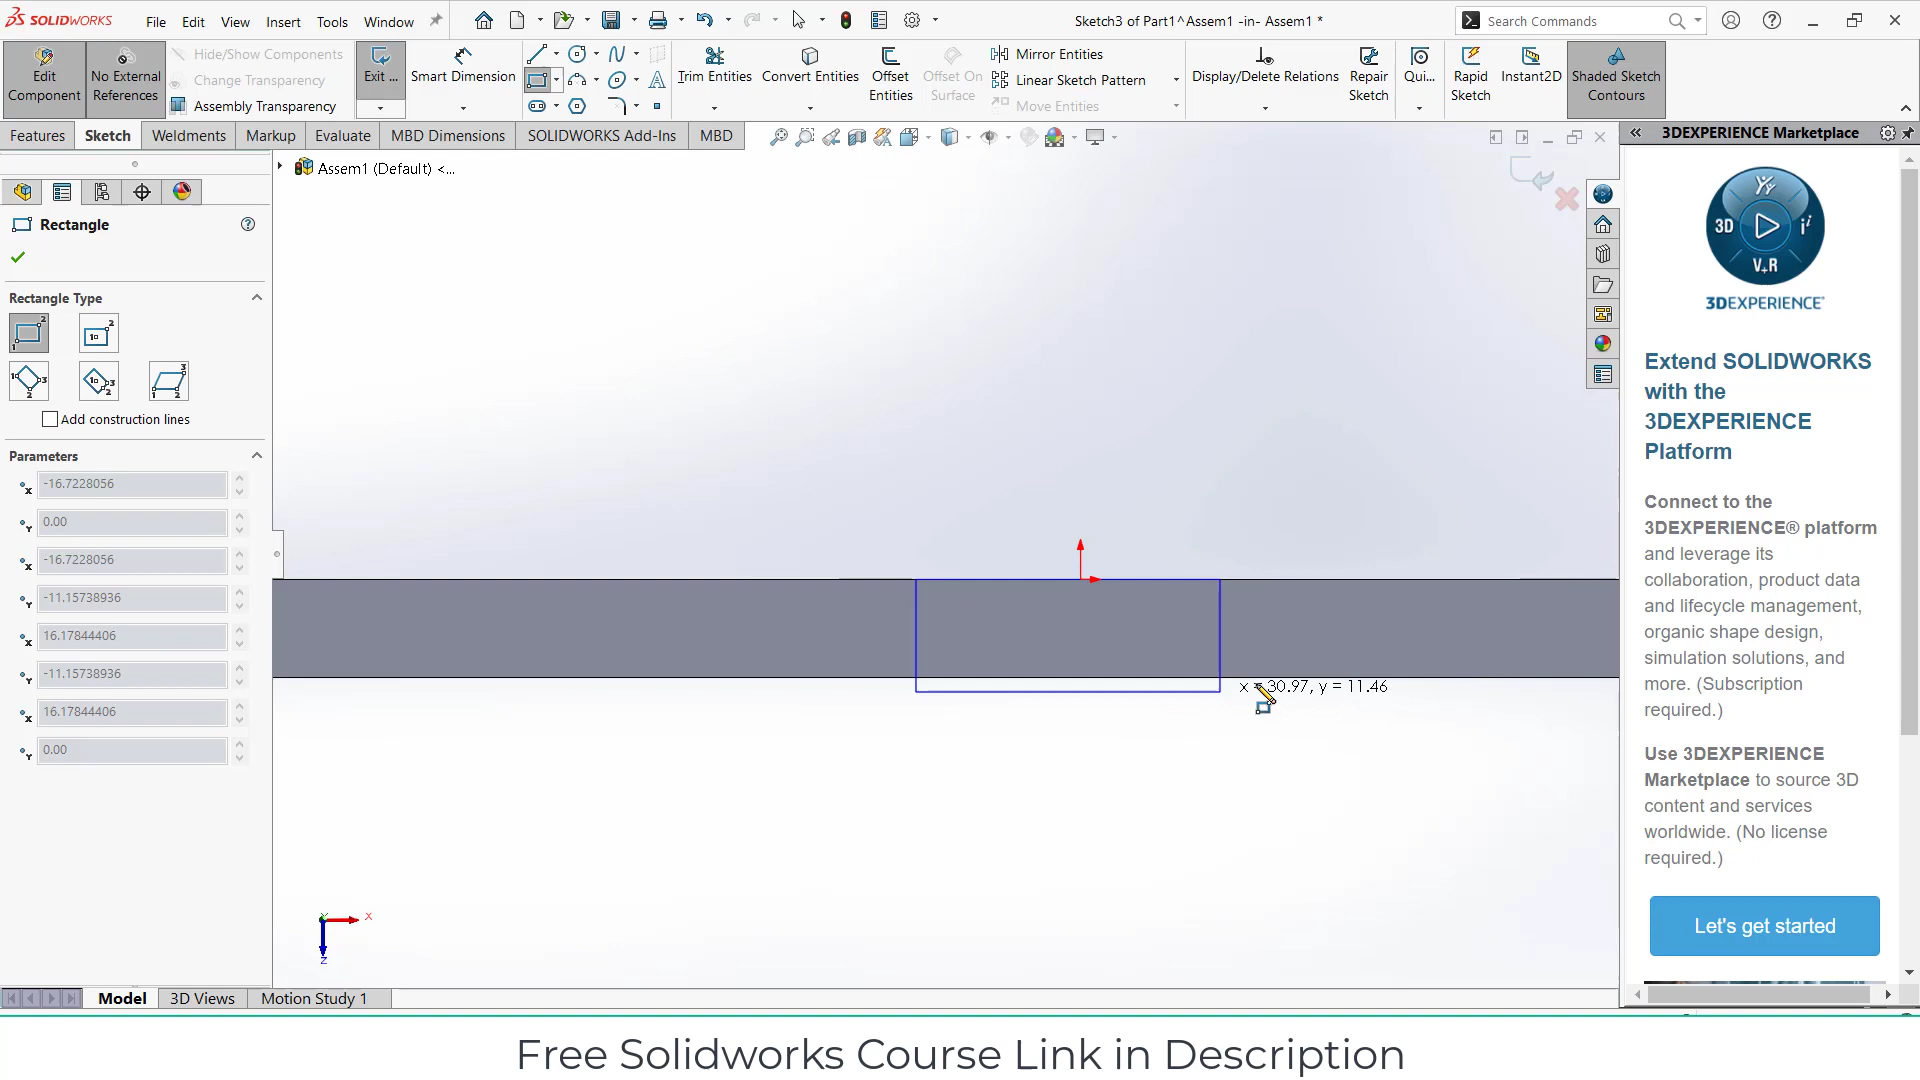 SOLIDWORKS
File Edit View Insert Tools Window
Sketch3 of Part1^Assem1 -in- Assem1 *
Search Commands
Edit Component
No External References
Hide/Show Components
Change Transparency
Assembly Transparency
Exit ...
Smart Dimension
Trim Entities
Convert Entities
Offset Entities
Offset On Surface
Mirror Entities
Linear Sketch Pattern
Move Entities
Display/Delete Relations
Repair Sketch
Qui...
Rapid Sketch
Instant2D
Shaded Sketch Contours
Features Sketch Weldments Markup Evaluate MBD Dimensions SOLIDWORKS Add-Ins MBD
3DEXPERIENCE Marketplace
Assem1 (Default) <...
Rectangle
Rectangle Type
Add construction lines
Parameters
-16.7228056
0.00
-16.7228056
-11.15738936
16.17844406
-11.15738936
16.17844406
0.00
x = 30.97, y = 11.46
X
Y
Z
3D
V+R
3DEXPERIENCE
Extend SOLIDWORKS
with the
3DEXPERIENCE
Platform
Connect to the
3DEXPERIENCE® platform
and leverage its
collaboration, product data
and lifecycle management,
organic shape design,
simulation solutions, and
more. (Subscription
required.)
Use 3DEXPERIENCE
Marketplace to source 3D
content and services
worldwide. (No license
required.)
Let's get started
Model 3D Views Motion Study 1
Free Solidworks Course Link in Description